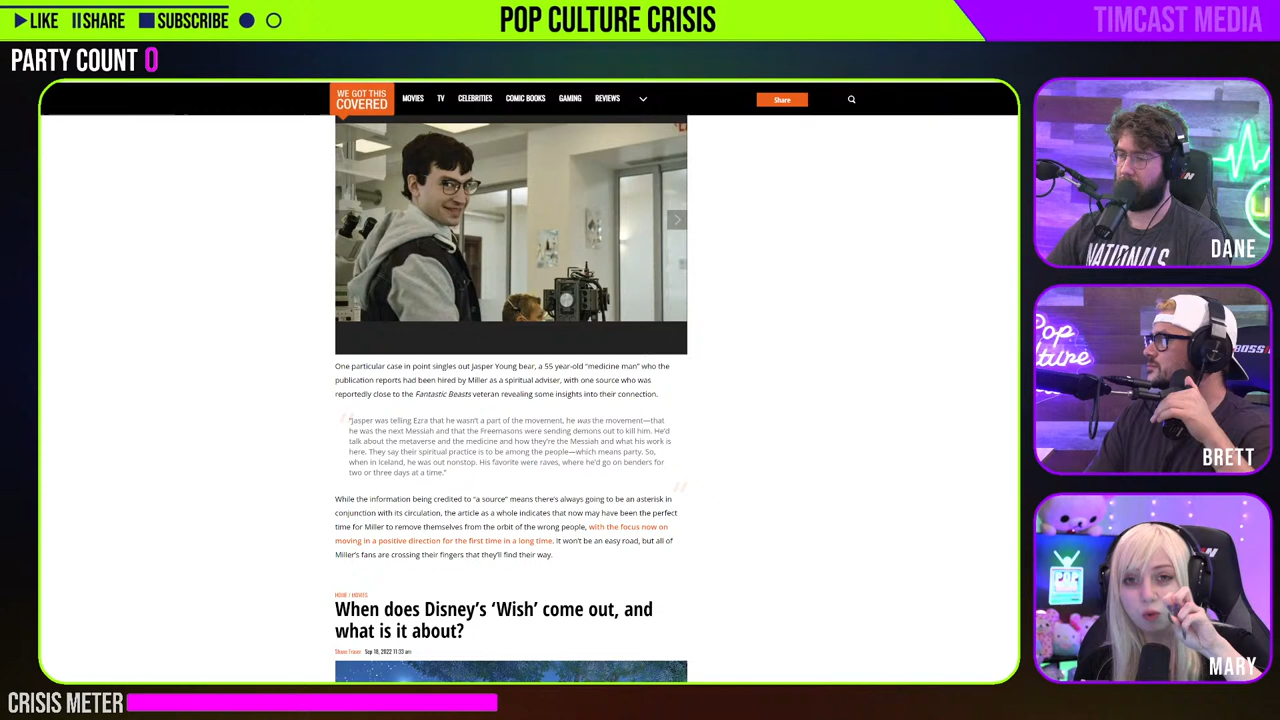 LIKE SHARE SUBSCRIBE
POP CULTURE CRISIS
TIMCAST MEDIA
PARTY COUNT 0
WE GOT THIS
COVERED
MOVIES TV CELEBRITIES COMIC BOOKS GAMING REVIEWS
Share
One particular case in point singles out Jasper Young bear, a 55 year-old “medicine man” who the
publication reports had been hired by Miller as a spiritual adviser, with one source who was
reportedly close to the Fantastic Beasts veteran revealing some insights into their connection.
“Jasper was telling Ezra that he wasn’t a part of the movement, he was the movement—that
he was the next Messiah and that the Freemasons were sending demons out to kill him. He’d
talk about the metaverse and the medicine and how they’re the Messiah and what his work is
here. They say their spiritual practice is to be among the people—which means party. So,
when in Iceland, he was out nonstop. His favorite were raves, where he’d go on benders for
two or three days at a time.”
While the information being credited to “a source” means there’s always going to be an asterisk in
conjunction with its circulation, the article as a whole indicates that now may have been the perfect
time for Miller to remove themselves from the orbit of the wrong people, with the focus now on
moving in a positive direction for the first time in a long time. It won’t be an easy road, but all of
Miller’s fans are crossing their fingers that they’ll find their way.
HOME / MOVIES
When does Disney’s ‘Wish’ come out, and
what is it about?
Shaun Frazier Sep 18, 2022 11:33 am
NATIONALS
DANE
Pop
BOSS
BRETT
MARY
CRISIS METER